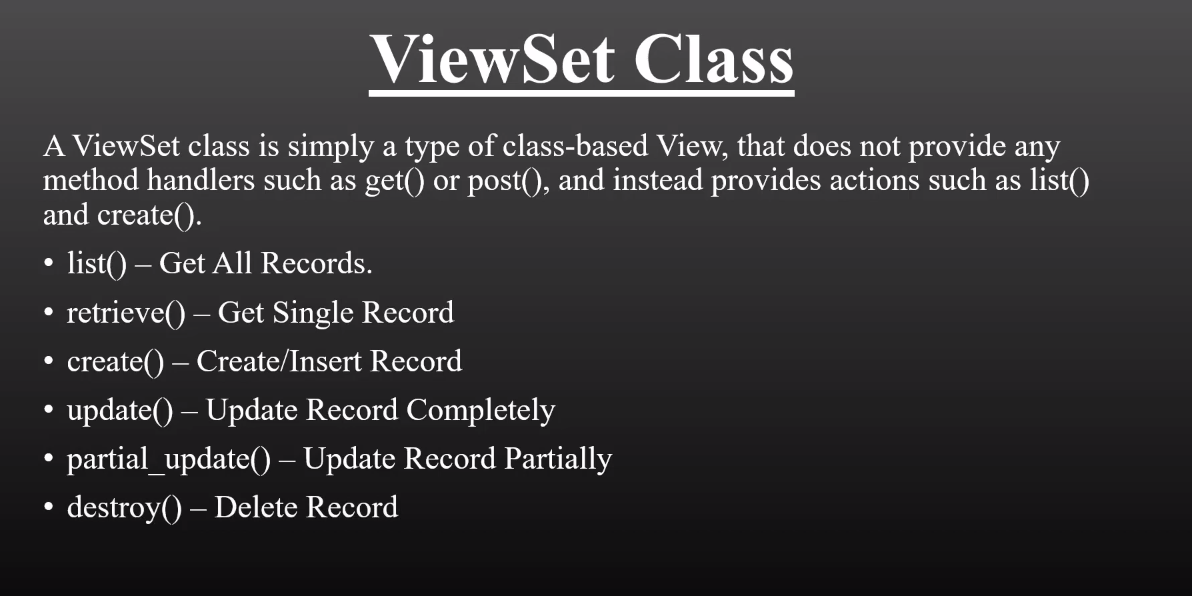 ViewSet Class
A ViewSet class is simply a type of class-based View, that does not provide any
method handlers such as get() or post(), and instead provides actions such as list()
and create().
• list() – Get All Records.
• retrieve() – Get Single Record
• create() – Create/Insert Record
• update() – Update Record Completely
• partial_update() – Update Record Partially
• destroy() – Delete Record